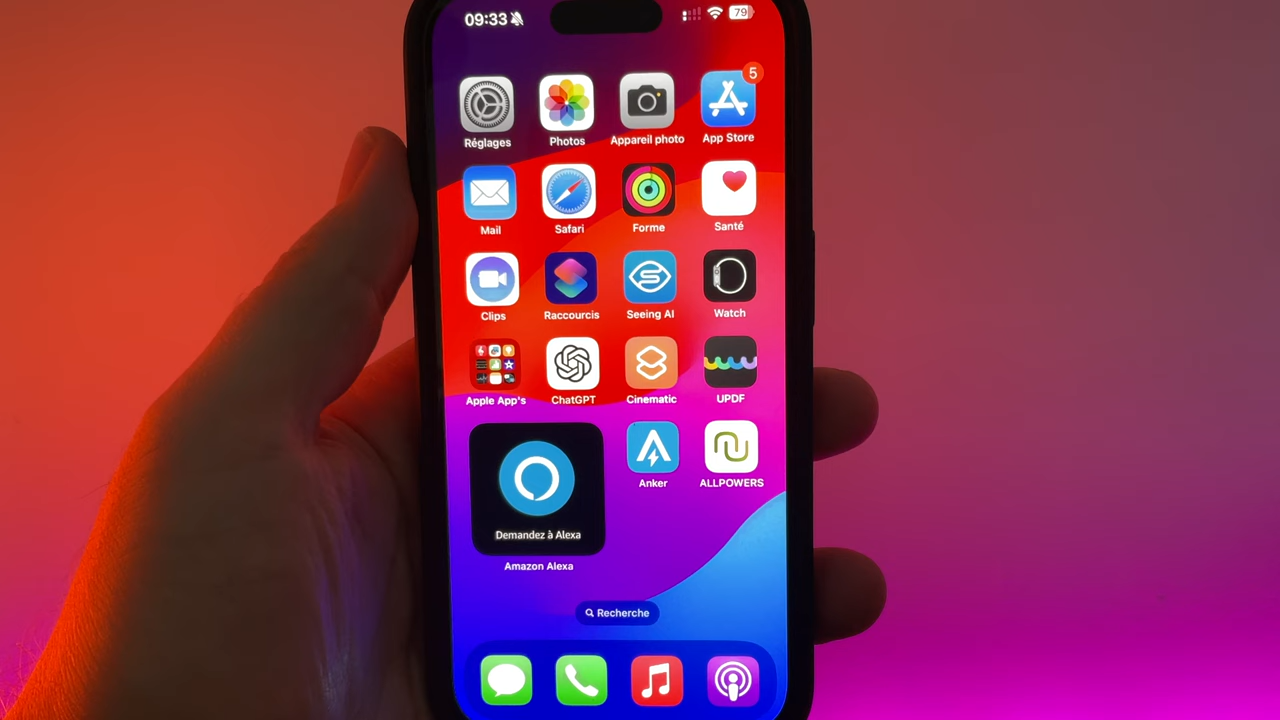 09:33
79
5
Réglages
Photos
Appareil photo
App Store
Mail
Safari
Forme
Santé
Clips
Raccourcis
Seeing AI
Watch
Apple App's
ChatGPT
Cinematic
UPDF
Demandez à Alexa
Amazon Alexa
Anker
ALLPOWERS
Recherche